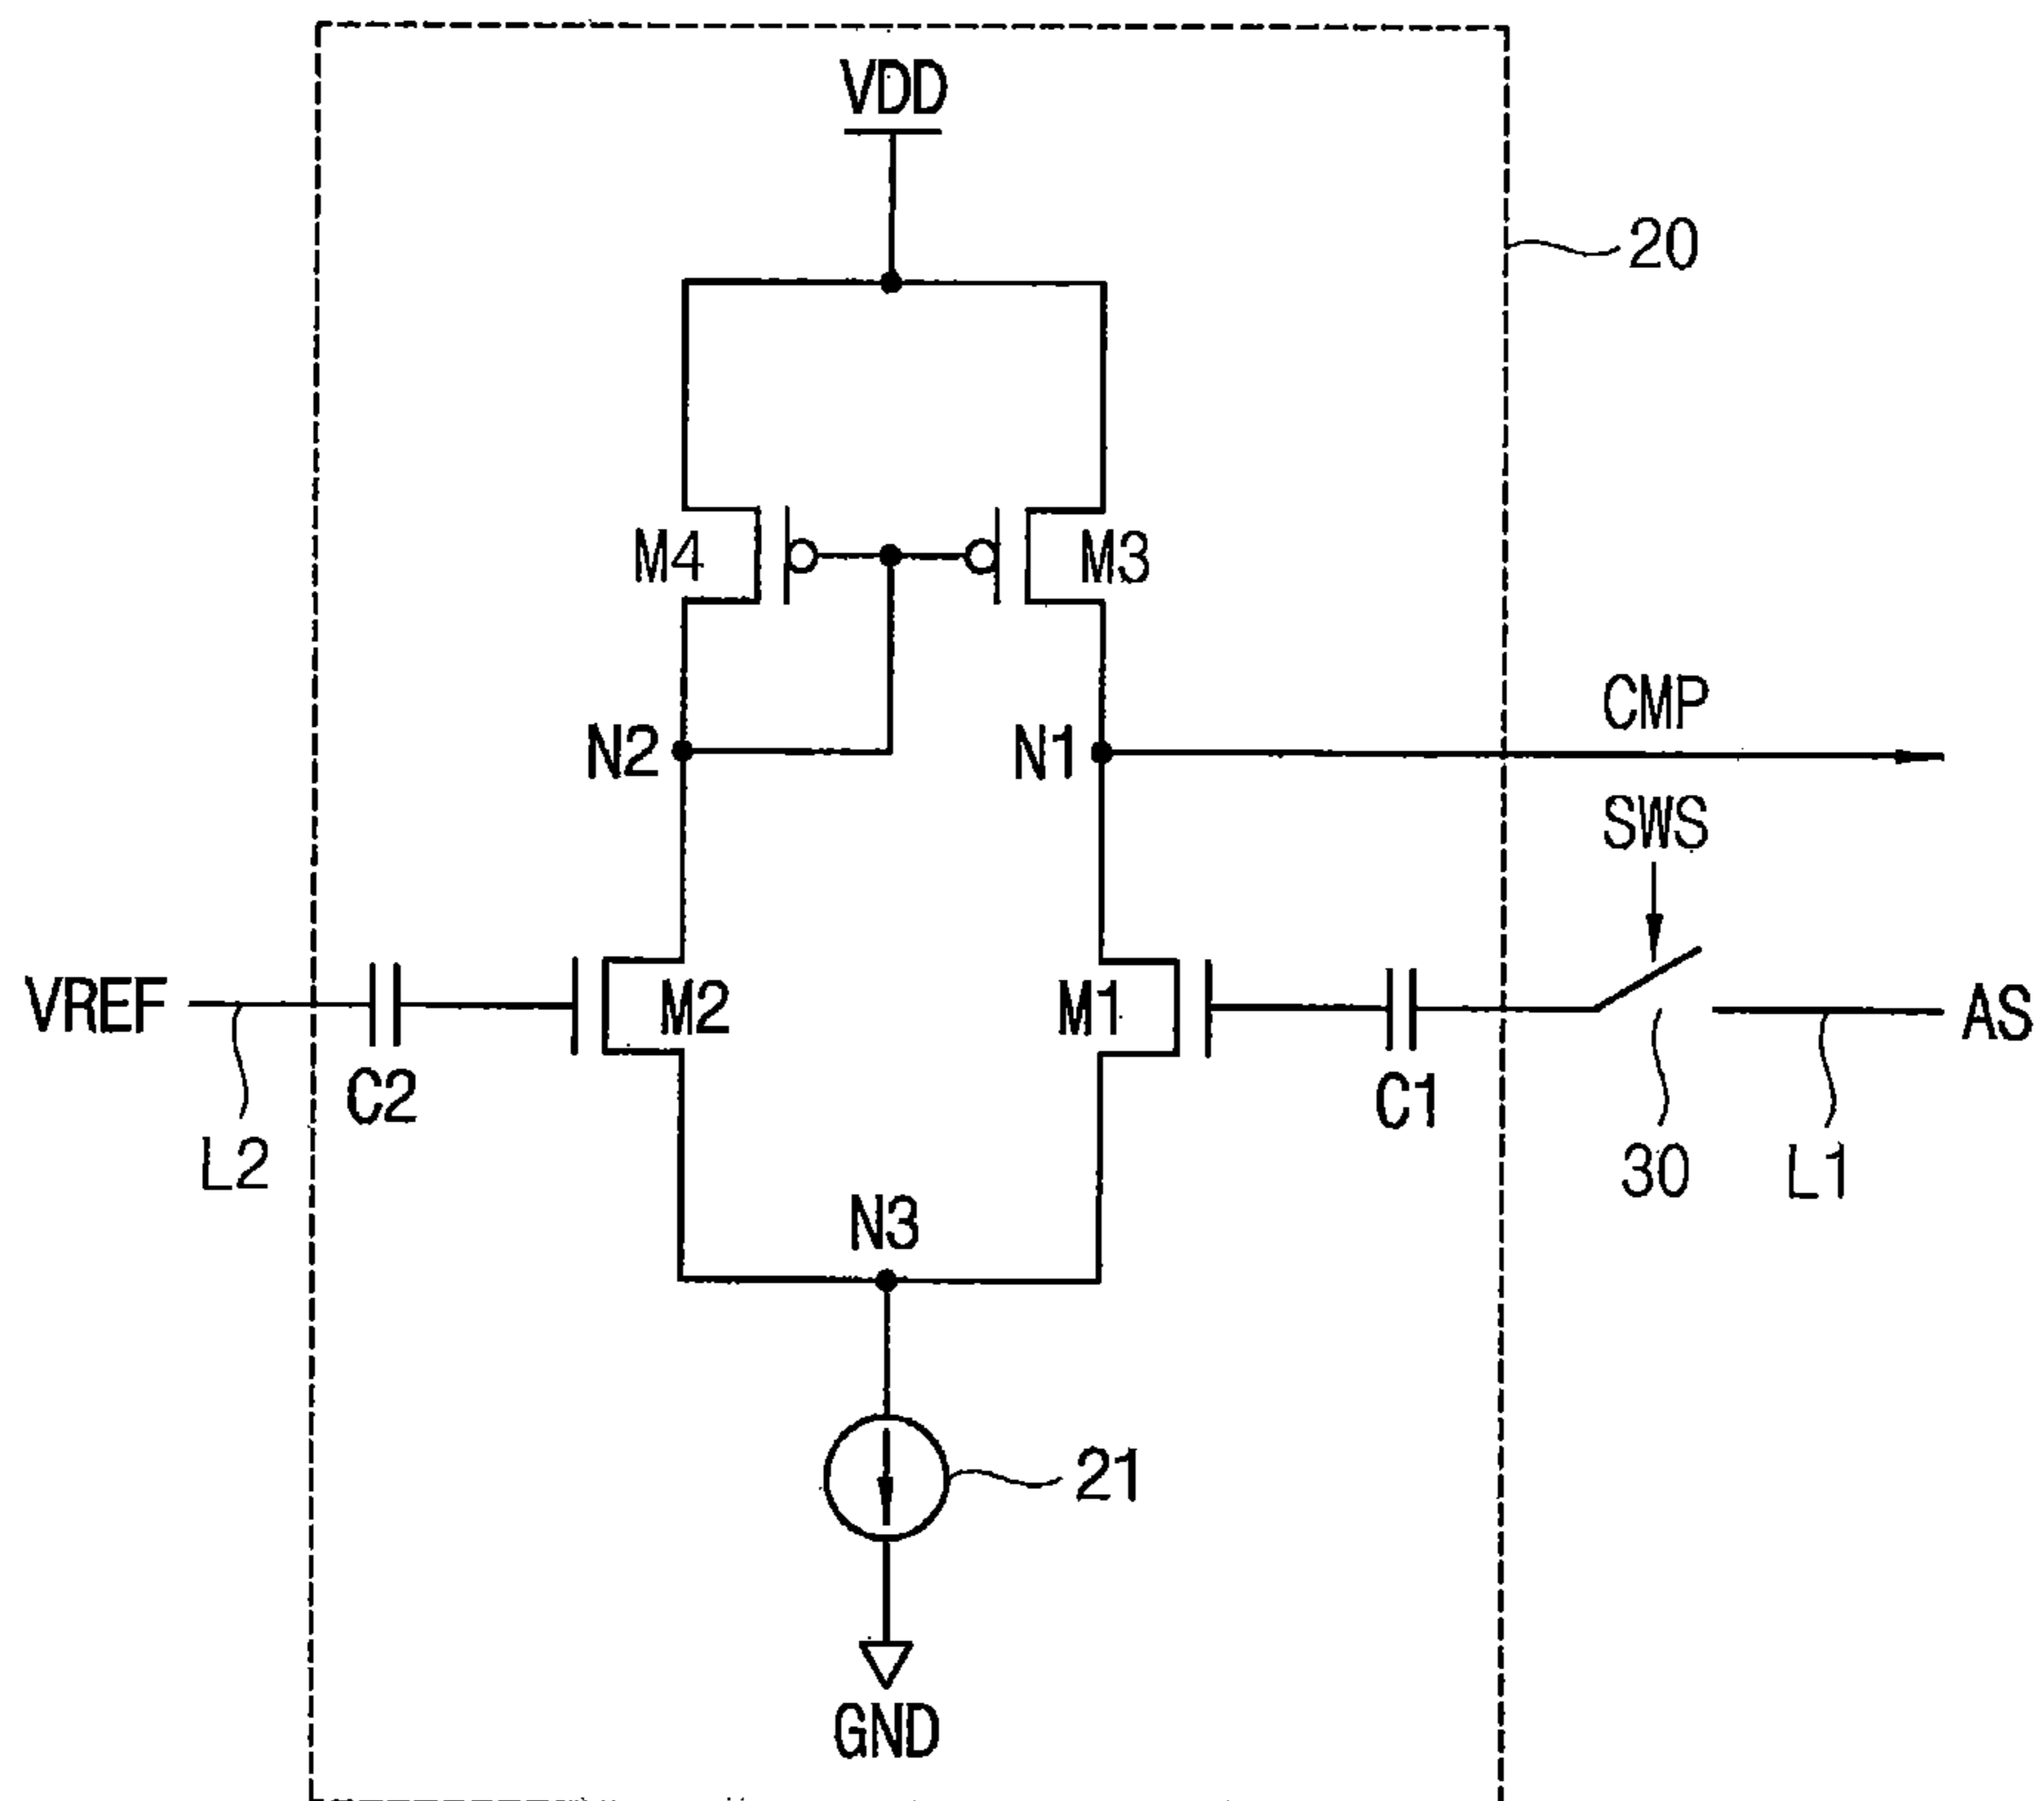 VDD
20
M4
M3
CMP
N2
N1
SWS
VREF
M2
M1
AS
C2
C1
L2
30
L1
N3
21
GND